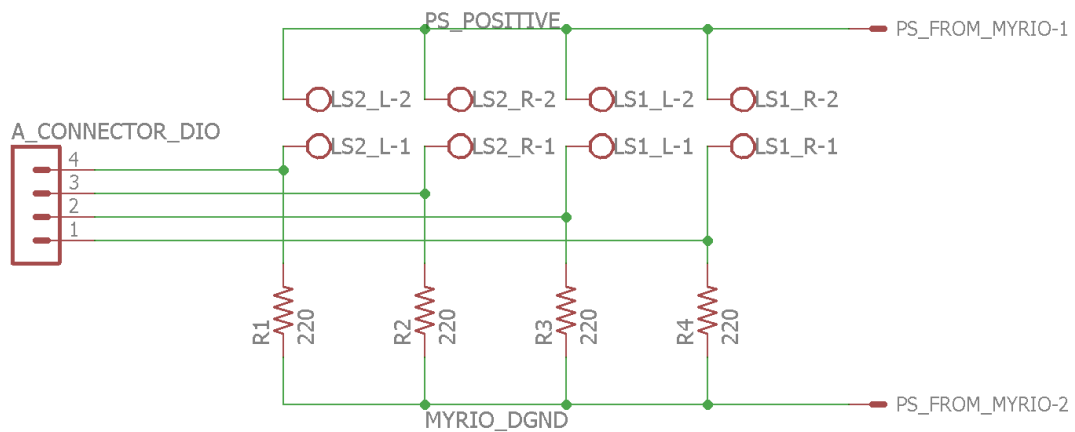 PS_POSITIVE
PS_FROM_MYRIO-1
LS2_L-2
LS2_R-2
LS1_L-2
LS1_R-2
A_CONNECTOR_DIO
LS2_L-1
LS2_R-1
LS1_L-1
LS1_R-1
4
3
2
1
R1
220
R2
220
R3
220
R4
220
MYRIO_DGND
PS_FROM_MYRIO-2